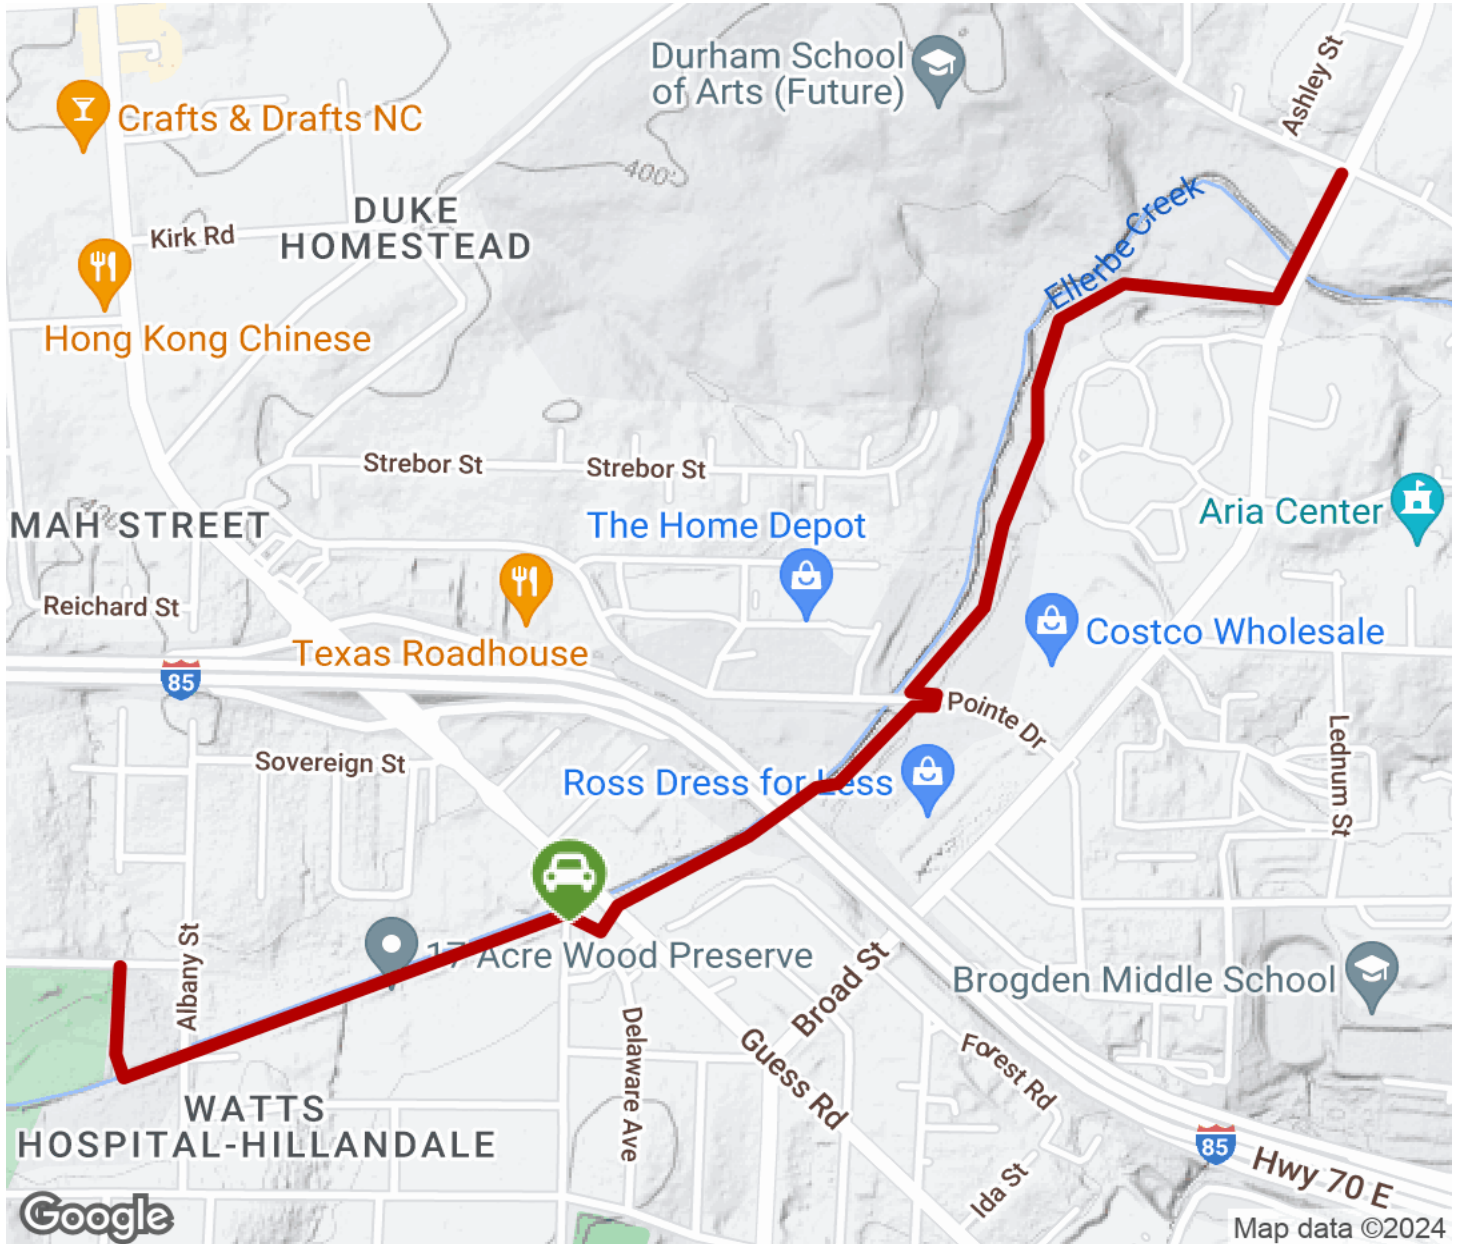 Durham School
of Arts (Future)
Ashley St
Crafts & Drafts NC
400'
Ellerbe Creek
DUKE
HOMESTEAD
Kirk Rd
Hong Kong Chinese
Strebor St
Strebor St
Aria Center
MAH STREET
The Home Depot
Reichard St
Texas Roadhouse
Costco Wholesale
85
Pointe Dr
Lednum St
Sovereign St
Ross Dress for Less
17 Acre Wood Preserve
Albany St
Broad St
Brogden Middle School
Delaware Ave
Guess Rd
Forest Rd
WATTS
HOSPITAL-HILLANDALE
85
Hwy 70 E
Ida St
Google
Map data ©2024